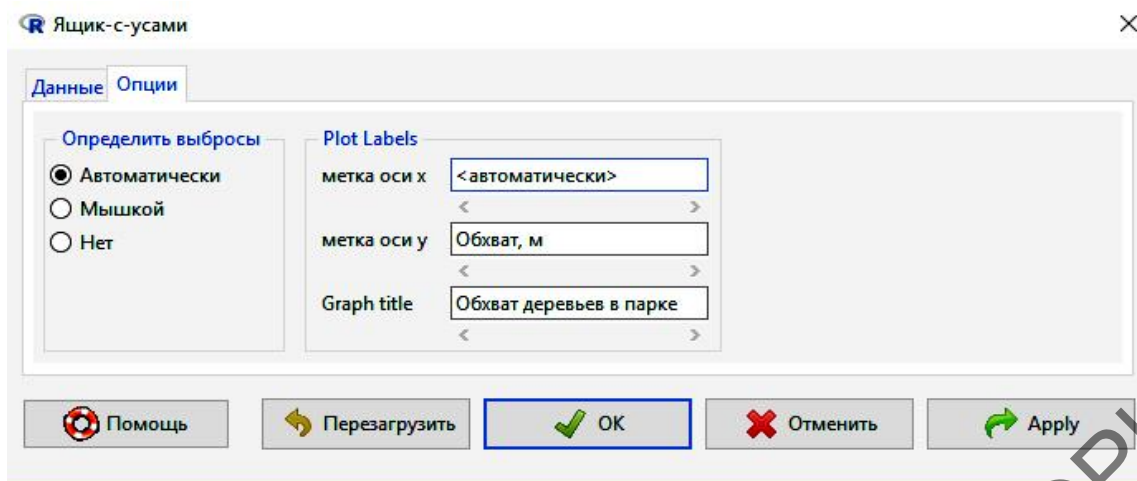 Ящик-с-усами
Данные Опции
Определить выбросы
Автоматически
Мышкой
Нет
Plot Labels
метка оси x <автоматически>
метка оси y Обхват, м
Graph title Обхват деревьев в парке
Помощь Перезагрузить OK Отменить Apply